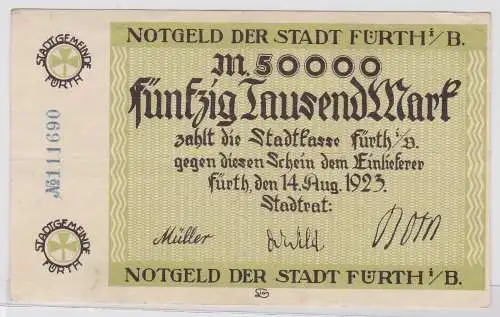 NOTGELD DER STADT FÜRTH i/B.
M. 50000
Fünfzig Tausend Mark
zahlt die Stadtkasse Fürth i/B.
gegen diesen Schein dem Einlieferer
Fürth, den 14. Aug. 1923.
Stadtrat:
Müller
NOTGELD DER STADT FÜRTH i/B.
STADTGEMEINDE
FÜRTH
№111690
STADTGEMEINDE
FÜRTH